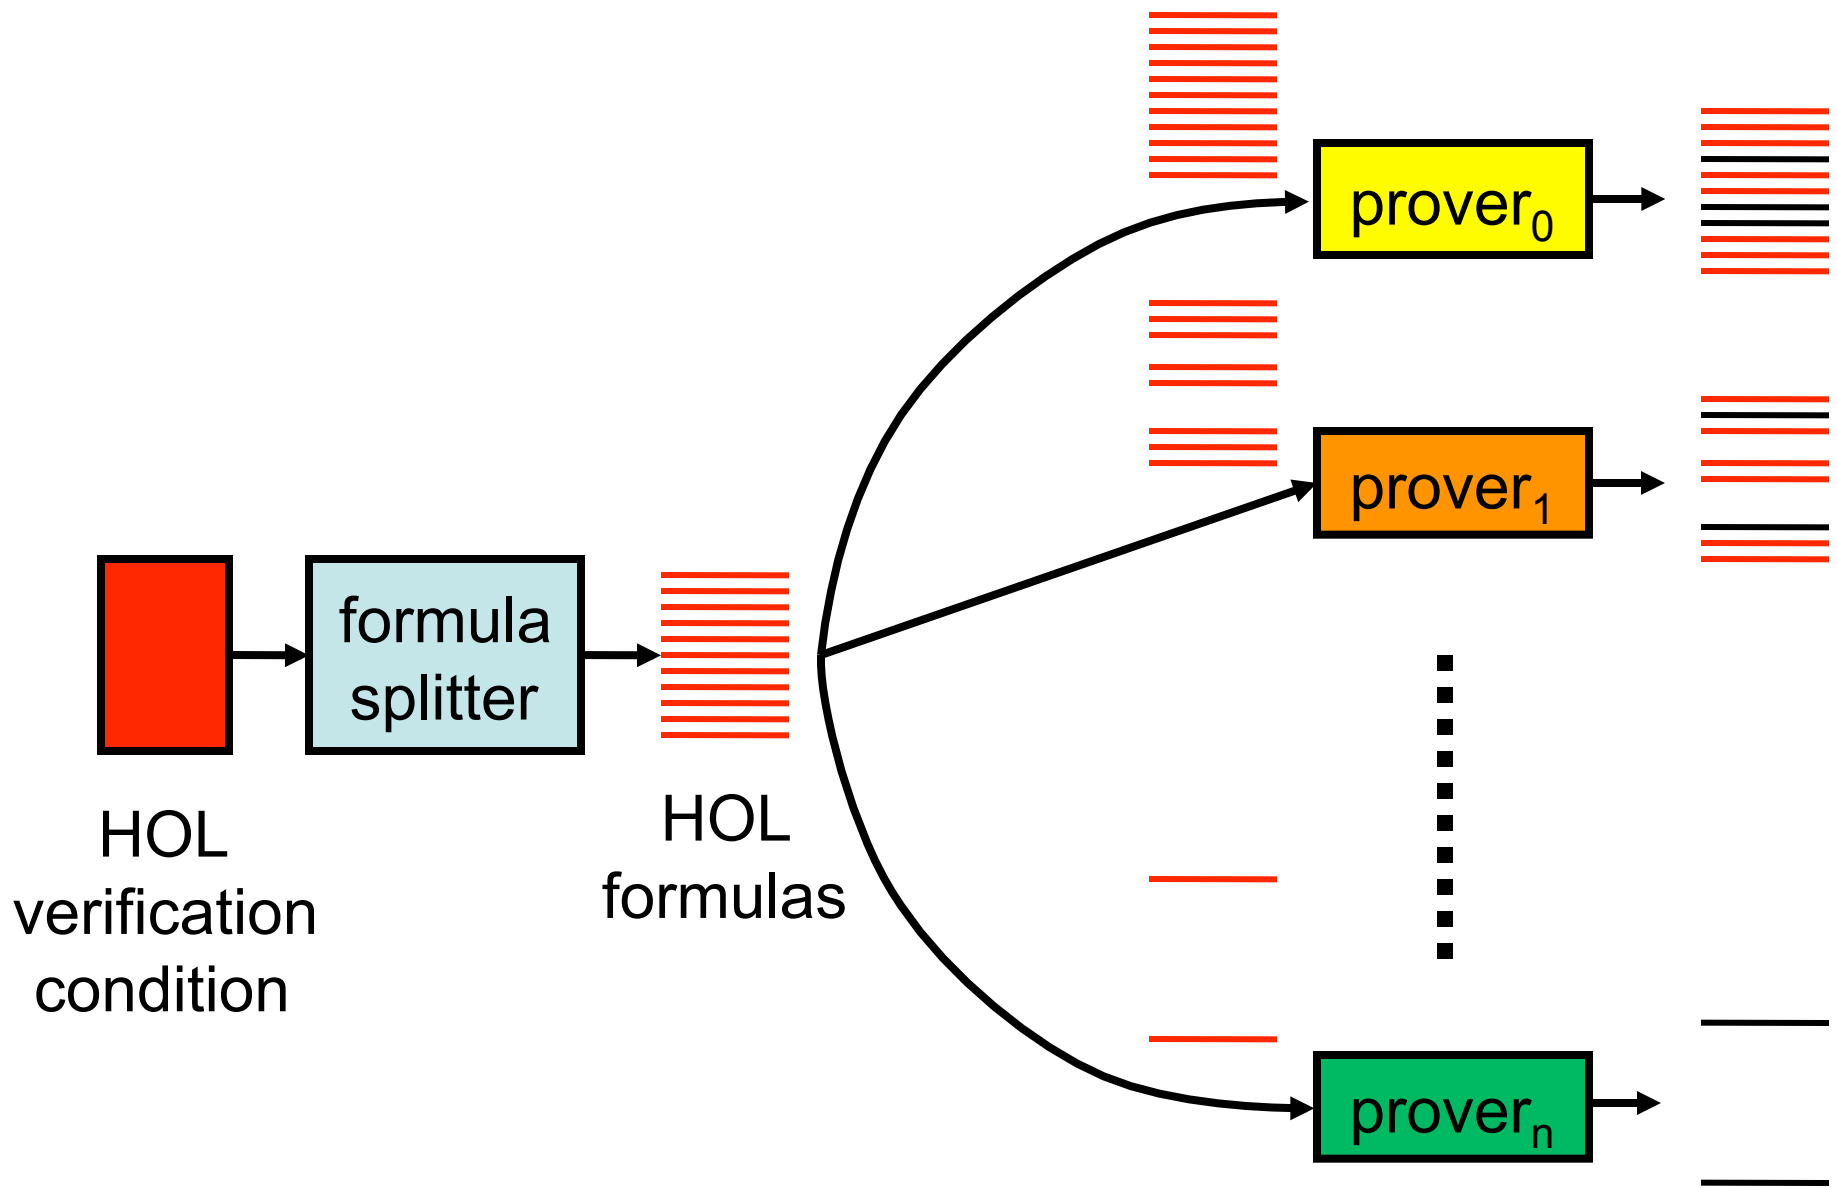 prover0
prover1
formula
splitter
HOL
formulas
HOL
verification
condition
provern